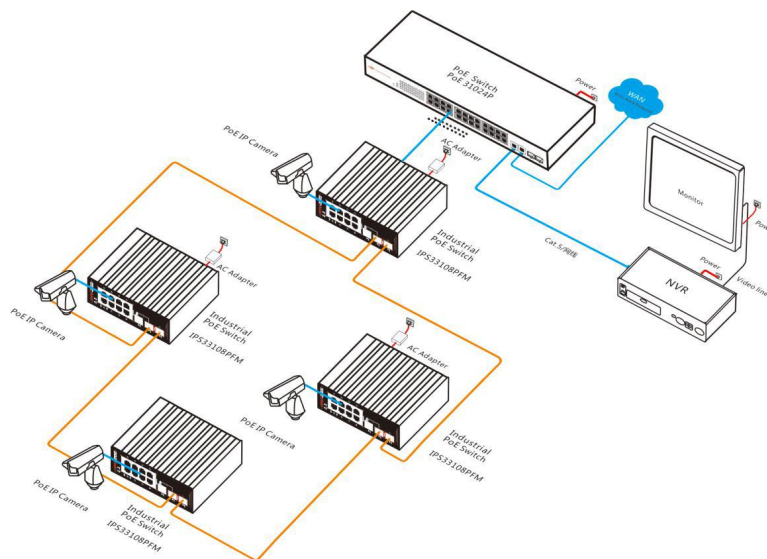 PoE Switch
PoE 31024P
Power
WAN
PoE IP Camera
AC Adapter
Industrial
PoE Switch
IPS33108PFM
Monitor
Cat.5/网线
Power
NVR
Video line
AC Adapter
PoE IP Camera
Industrial
PoE Switch
IPS33108PFM
AC Adapter
PoE IP Camera
Industrial
PoE Switch
IPS33108PFM
PoE IP Camera
Industrial
PoE Switch
IPS33108PFM